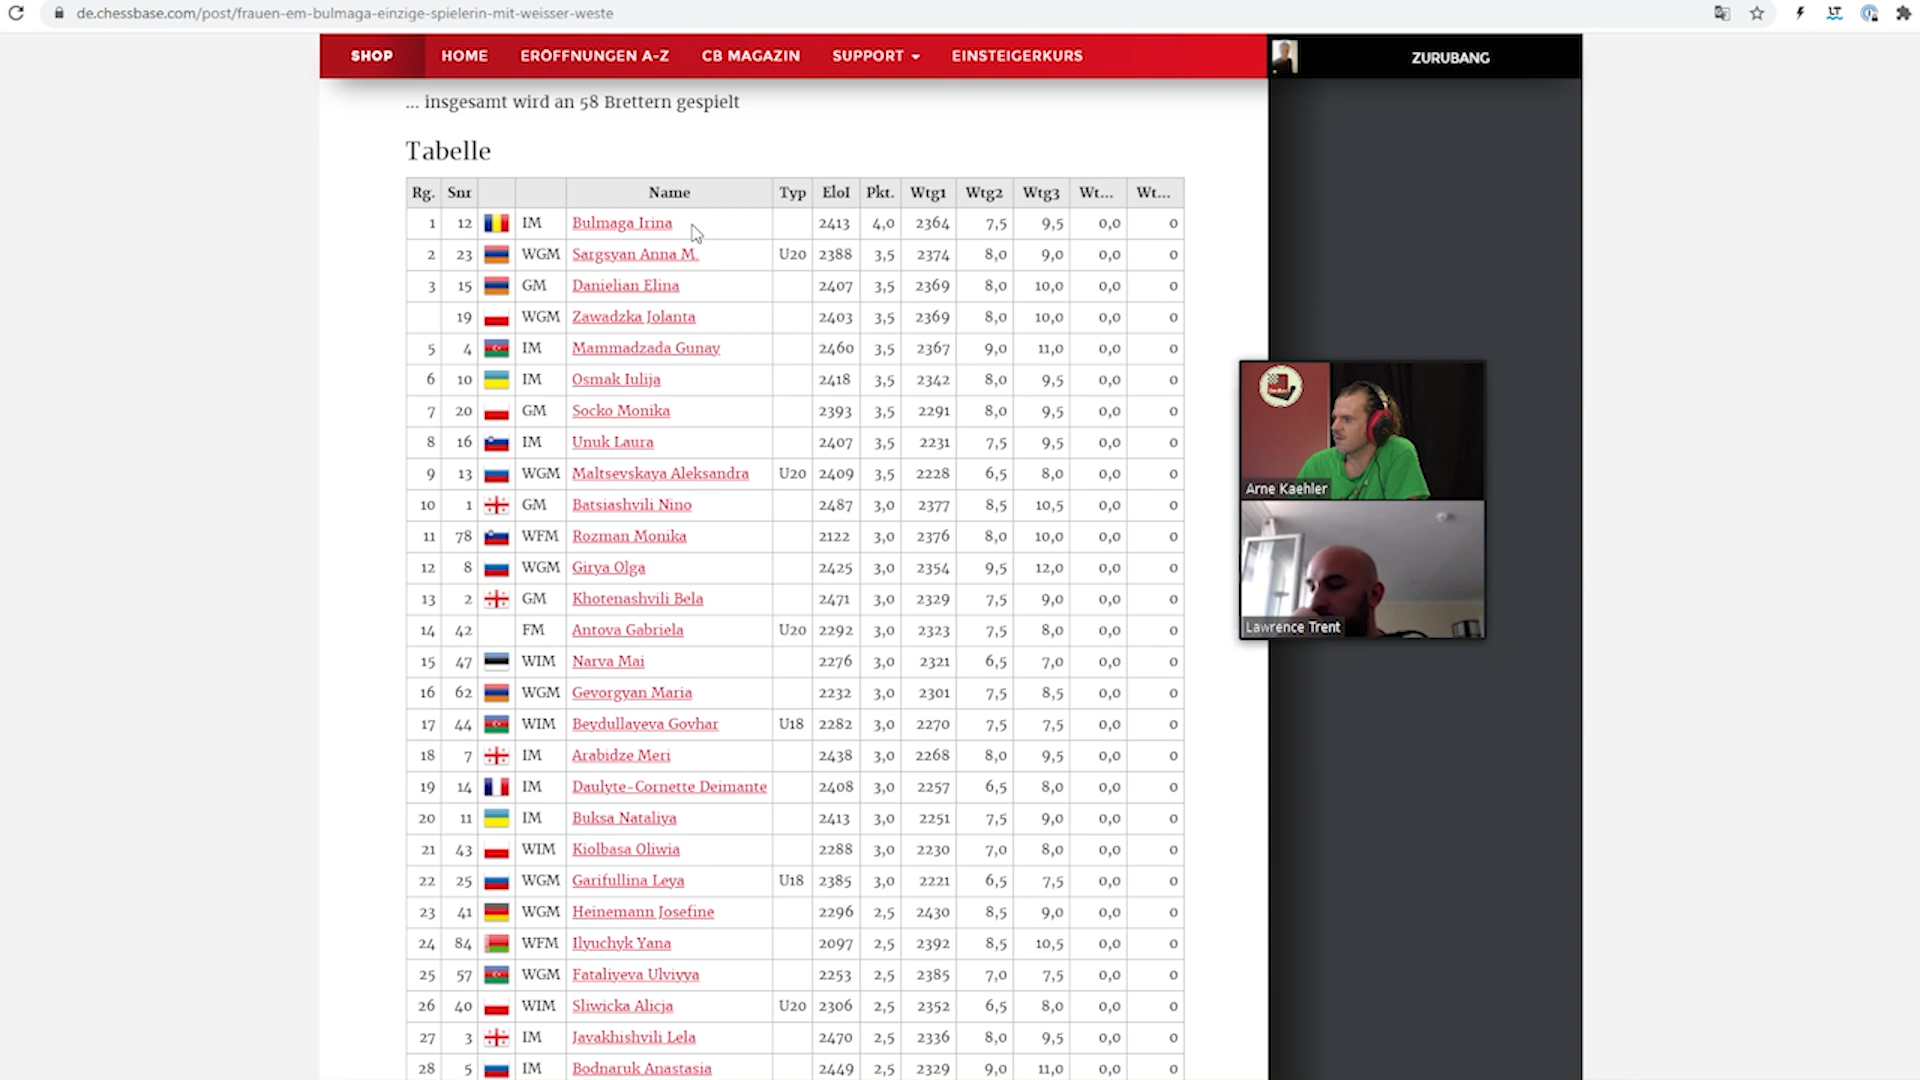 de.chessbase.com/post/frauen-em-bulmaga-einzige-spielerin-mit-weisser-weste
SHOP HOME ERÖFFNUNGEN A-Z CB MAGAZIN SUPPORT EINSTEIGERKURS ZURUBANG
... insgesamt wird an 58 Brettern gespielt
Tabelle
Rg. Snr Name Typ EloI Pkt. Wtg1 Wtg2 Wtg3 Wt... Wt...
1 12 IM Bulmaga Irina 2413 4,0 2364 7,5 9,5 0,0 0
2 23 WGM Sargsyan Anna M. U20 2388 3,5 2374 8,0 9,0 0,0 0
3 15 GM Danielian Elina 2407 3,5 2369 8,0 10,0 0,0 0
19 WGM Zawadzka Jolanta 2403 3,5 2369 8,0 10,0 0,0 0
5 4 IM Mammadzada Gunay 2460 3,5 2367 9,0 11,0 0,0 0
6 10 IM Osmak Iulija 2418 3,5 2342 8,0 9,5 0,0 0
7 20 GM Socko Monika 2393 3,5 2291 8,0 9,5 0,0 0
8 16 IM Unuk Laura 2407 3,5 2231 7,5 9,5 0,0 0
9 13 WGM Maltsevskaya Aleksandra U20 2409 3,5 2228 6,5 8,0 0,0 0
10 1 GM Batsiashvili Nino 2487 3,0 2377 8,5 10,5 0,0 0
11 78 WFM Rozman Monika 2122 3,0 2376 8,0 10,0 0,0 0
12 8 WGM Girya Olga 2425 3,0 2354 9,5 12,0 0,0 0
13 2 GM Khotenashvili Bela 2471 3,0 2329 7,5 9,0 0,0 0
14 42 FM Antova Gabriela U20 2292 3,0 2323 7,5 8,0 0,0 0
15 47 WIM Narva Mai 2276 3,0 2321 6,5 7,0 0,0 0
16 62 WGM Gevorgyan Maria 2232 3,0 2301 7,5 8,5 0,0 0
17 44 WIM Beydullayeva Govhar U18 2282 3,0 2270 7,5 7,5 0,0 0
18 7 IM Arabidze Meri 2438 3,0 2268 8,0 9,5 0,0 0
19 14 IM Daulyte-Cornette Deimante 2408 3,0 2257 6,5 8,0 0,0 0
20 11 IM Buksa Nataliya 2413 3,0 2251 7,5 9,0 0,0 0
21 43 WIM Kiolbasa Oliwia 2288 3,0 2230 7,0 8,0 0,0 0
22 25 WGM Garifullina Leya U18 2385 3,0 2221 6,5 7,5 0,0 0
23 41 WGM Heinemann Josefine 2296 2,5 2430 8,5 9,0 0,0 0
24 84 WFM Ilyuchyk Yana 2097 2,5 2392 8,5 10,5 0,0 0
25 57 WGM Fataliyeva Ulviyya 2253 2,5 2385 7,0 7,5 0,0 0
26 40 WIM Sliwicka Alicja U20 2306 2,5 2352 6,5 8,0 0,0 0
27 3 IM Javakhishvili Lela 2470 2,5 2336 8,0 9,5 0,0 0
28 5 IM Bodnaruk Anastasia 2449 2,5 2329 9,0 11,0 0,0 0
Arne Kaehler
Lawrence Trent